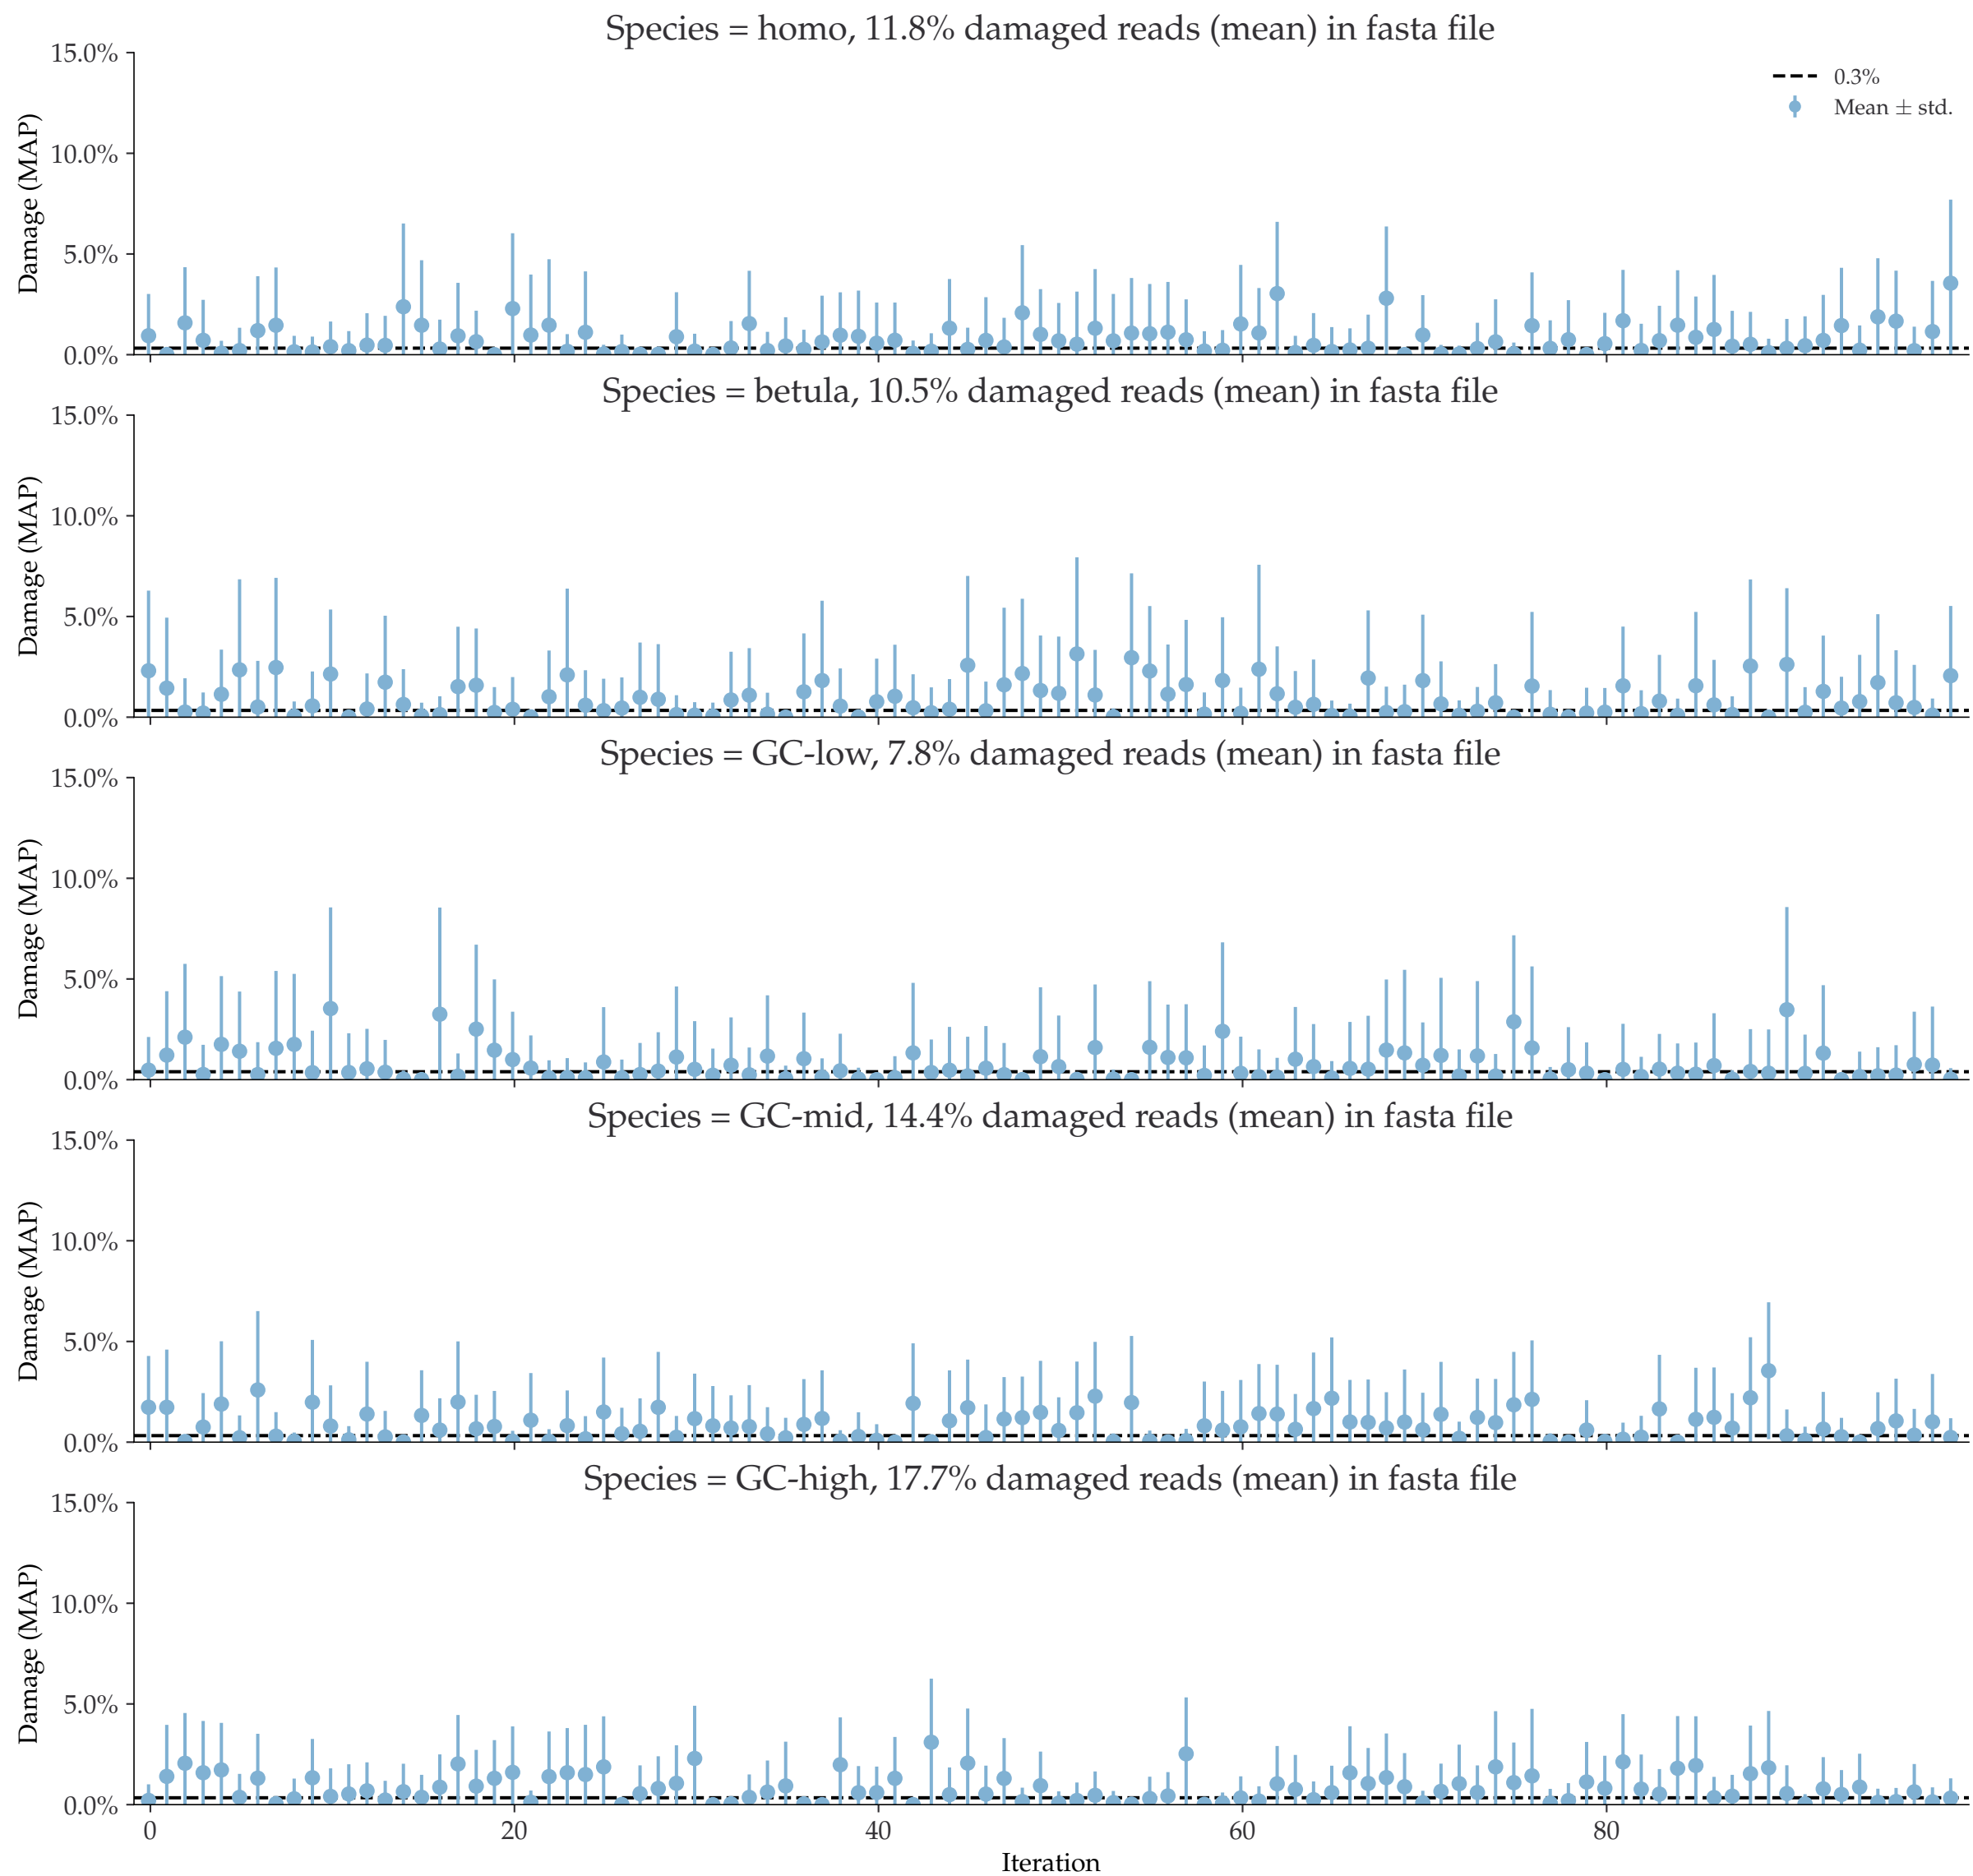 Species = homo, 11.8% damaged reads (mean) in fasta file
15.0%
10.0%
5.0%
0.0%
Damage (MAP)
0.3%
Mean ± std.
Species = betula, 10.5% damaged reads (mean) in fasta file
15.0%
10.0%
5.0%
0.0%
Damage (MAP)
Species = GC-low, 7.8% damaged reads (mean) in fasta file
15.0%
10.0%
5.0%
0.0%
Damage (MAP)
Species = GC-mid, 14.4% damaged reads (mean) in fasta file
15.0%
10.0%
5.0%
0.0%
Damage (MAP)
Species = GC-high, 17.7% damaged reads (mean) in fasta file
15.0%
10.0%
5.0%
0.0%
Damage (MAP)
0 20 40 60 80
Iteration